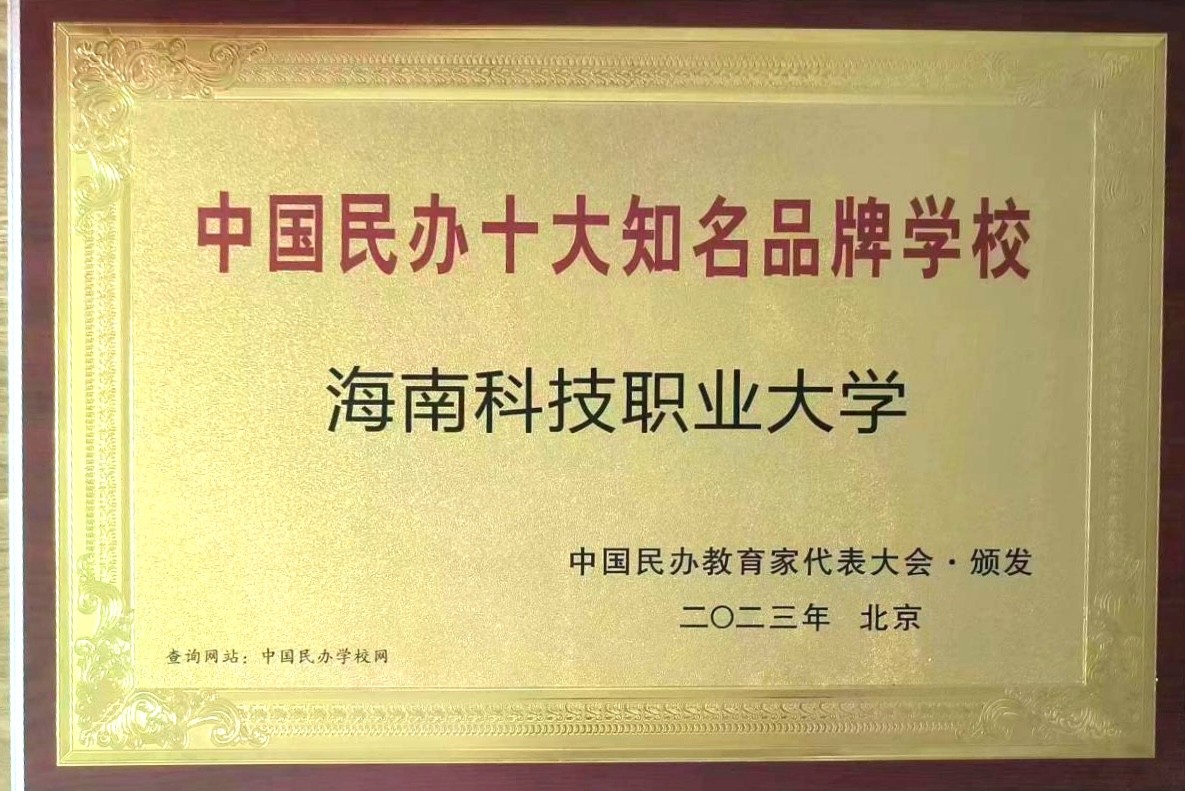 中国民办十大知名品牌学校
海南科技职业大学
中国民办教育家代表大会·颁发
二〇二三年 北京
查询网站：中国民办学校网